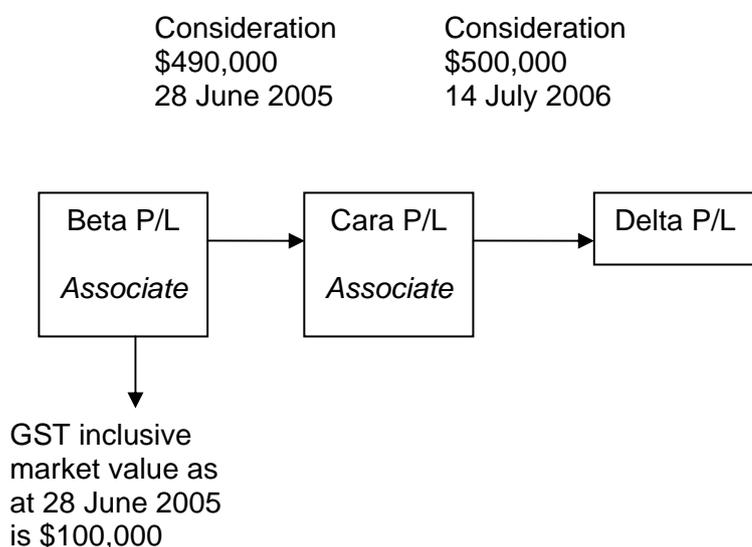 Consideration
$490,000
28 June 2005
Consideration
$500,000
14 July 2006
Beta P/L
Associate
Cara P/L
Associate
Delta P/L
GST inclusive
market value as
at 28 June 2005
is $100,000